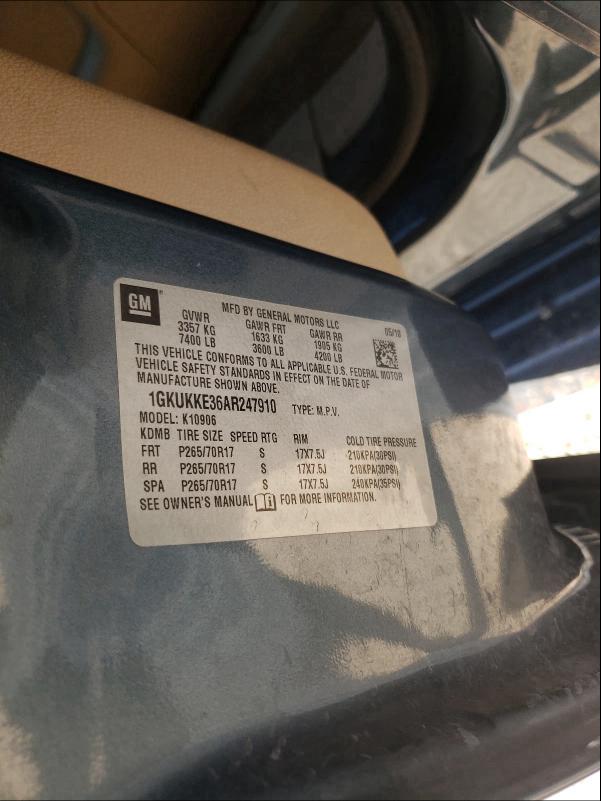 GM
MFD BY GENERAL MOTORS LLC
GVWR GAWR FRT GAWR RR 05/10
3357 KG 1633 KG 1905 KG
7400 LB 3600 LB 4200 LB
THIS VEHICLE CONFORMS TO ALL APPLICABLE U.S. FEDERAL MOTOR
VEHICLE SAFETY STANDARDS IN EFFECT ON THE DATE OF
MANUFACTURE SHOWN ABOVE.
1GKUKKE36AR247910 TYPE: M.P.V.
MODEL: K10906
KDMB TIRE SIZE SPEED RTG RIM COLD TIRE PRESSURE
FRT P265/70R17 S 17X7.5J 210KPA(30PSI)
RR P265/70R17 S 17X7.5J 210KPA(30PSI)
SPA P265/70R17 S 17X7.5J 240KPA(35PSI)
SEE OWNER'S MANUAL FOR MORE INFORMATION.